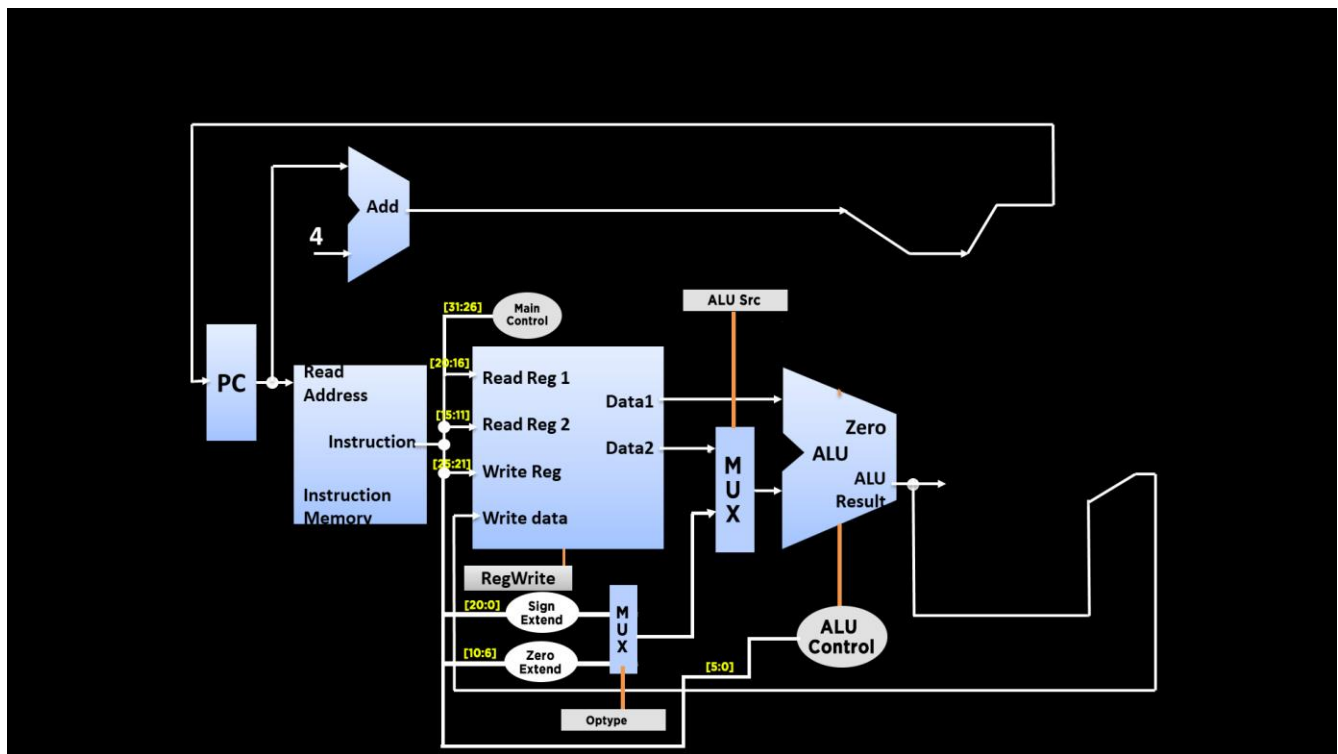 Add
4
ALU Src
[31:26]
Main
Control
[20:16]
PC
Read
Address
Read Reg 1
Data1
[15:11]
Read Reg 2
Zero
Instruction
Data2
ALU
[25:21]
Write Reg
M
U
X
ALU
Result
Instruction
Memory
Write data
RegWrite
[20:0]
Sign
Extend
M
U
X
ALU
Control
[10:6]
Zero
Extend
[5:0]
Optype